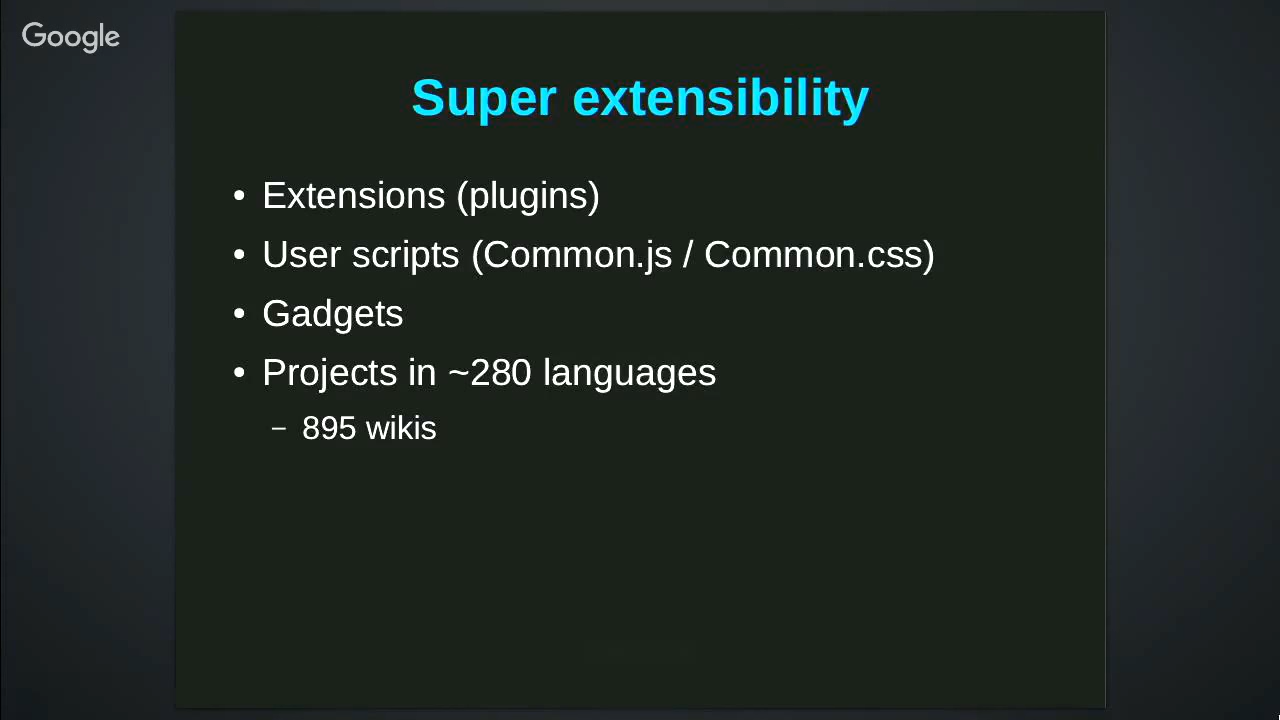 Google
Super extensibility
• Extensions (plugins)
• User scripts (Common.js / Common.css)
• Gadgets
• Projects in ~280 languages
– 895 wikis